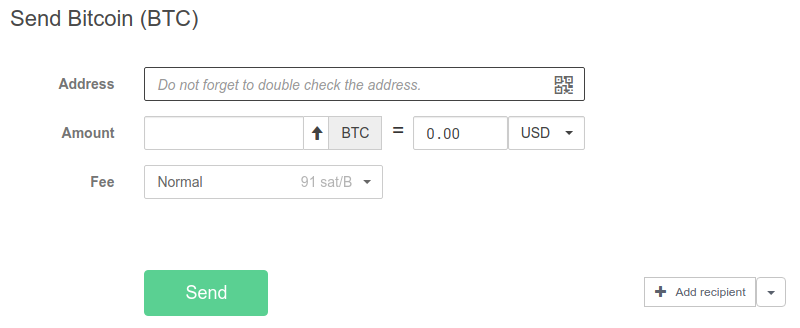 Send Bitcoin (BTC)
Address
Do not forget to double check the address.
Amount BTC = 0.00 USD
Fee Normal 91 sat/B
Send
Add recipient